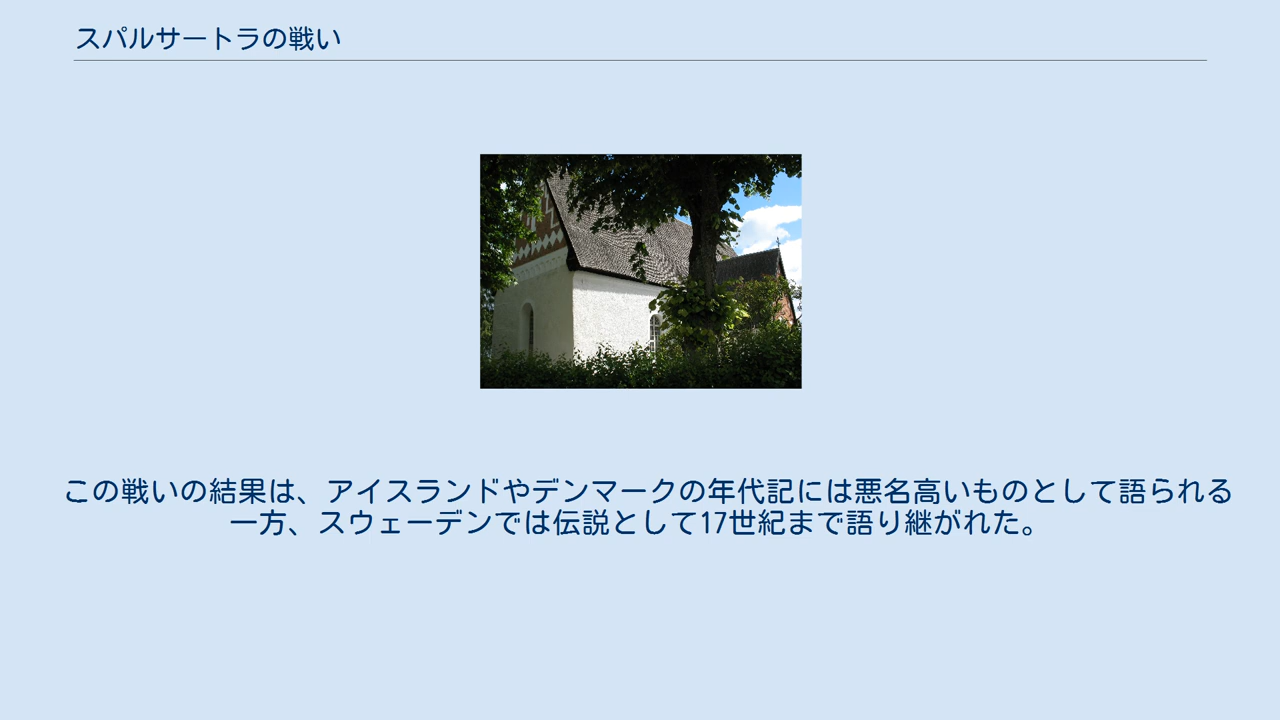 スパルサートラの戦い
この戦いの結果は、アイスランドやデンマークの年代記には悪名高いものとして語られる
一方、スウェーデンでは伝説として17世紀まで語り継がれた。